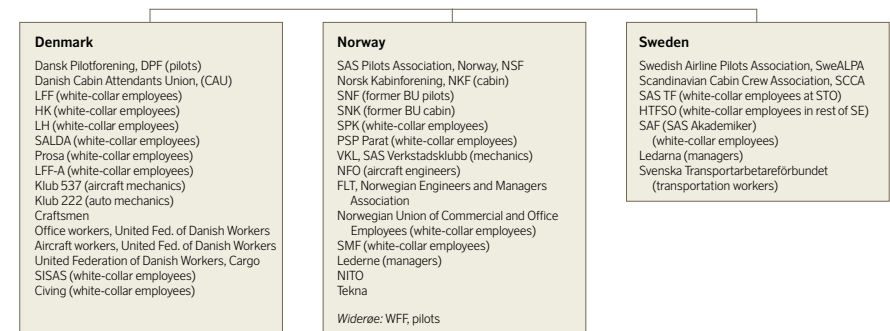 Denmark
Dansk Pilotforening, DPF (pilots)
Danish Cabin Attendants Union, (CAU)
LFF (white-collar employees)
HK (white-collar employees)
LH (white-collar employees)
SALDA (white-collar employees)
Prosa (white-collar employees)
LFF-A (white-collar employees)
Klub 537 (aircraft mechanics)
Klub 222 (auto mechanics)
Craftsmen
Office workers, United Fed. of Danish Workers
Aircraft workers, United Fed. of Danish Workers
United Federation of Danish Workers, Cargo
SISAS (white-collar employees)
Civing (white-collar employees)
Norway
SAS Pilots Association, Norway, NSF
Norsk Kabinforening, NKF (cabin)
SNF (former BU pilots)
SNK (former BU cabin)
SPK (white-collar employees)
PSP Parat (white-collar employees)
VKL, SAS Verkstadsklubb (mechanics)
NFO (aircraft engineers)
FLT, Norwegian Engineers and Managers
Association
Norwegian Union of Commercial and Office
Employees (white-collar employees)
SMF (white-collar employees)
Lederne (managers)
NITO
Tekna
Widerøe: WFF, pilots
Sweden
Swedish Airline Pilots Association, SweALPA
Scandinavian Cabin Crew Association, SCCA
SAS TF (white-collar employees at STO)
HTFSO (white-collar employees in rest of SE)
SAF (SAS Akademiker)
(white-collar employees)
Ledarna (managers)
Svenska Transportarbetareförbundet
(transportation workers)